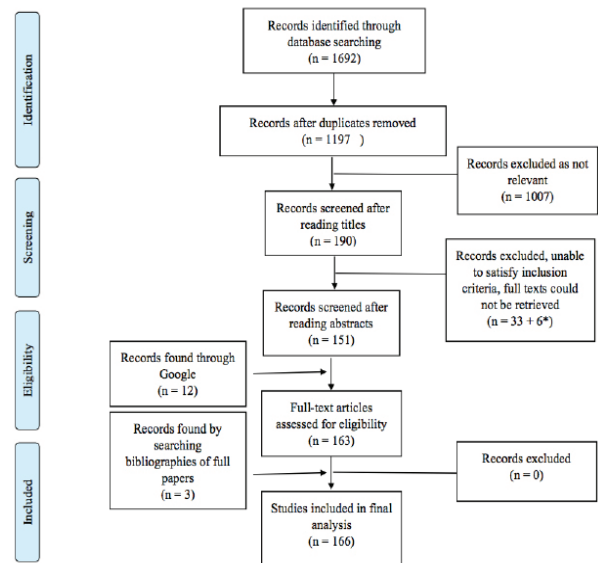 Identification
Records identified through
database searching
(n = 1692)
Records after duplicates removed
(n = 1197   )
Records excluded as not
relevant
(n = 1007)
Screening
Records screened after
reading titles
(n = 190)
Records excluded, unable
to satisfy inclusion
criteria, full texts could
not be retrieved
(n = 33 + 6*)
Records screened after
reading abstracts
(n = 151)
Eligibility
Records found through
Google
(n = 12)
Full-text articles
assessed for eligibility
(n = 163)
Records found by
searching
bibliographies of full
papers
(n = 3)
Records excluded
(n = 0)
Included
Studies included in final
analysis
(n = 166)